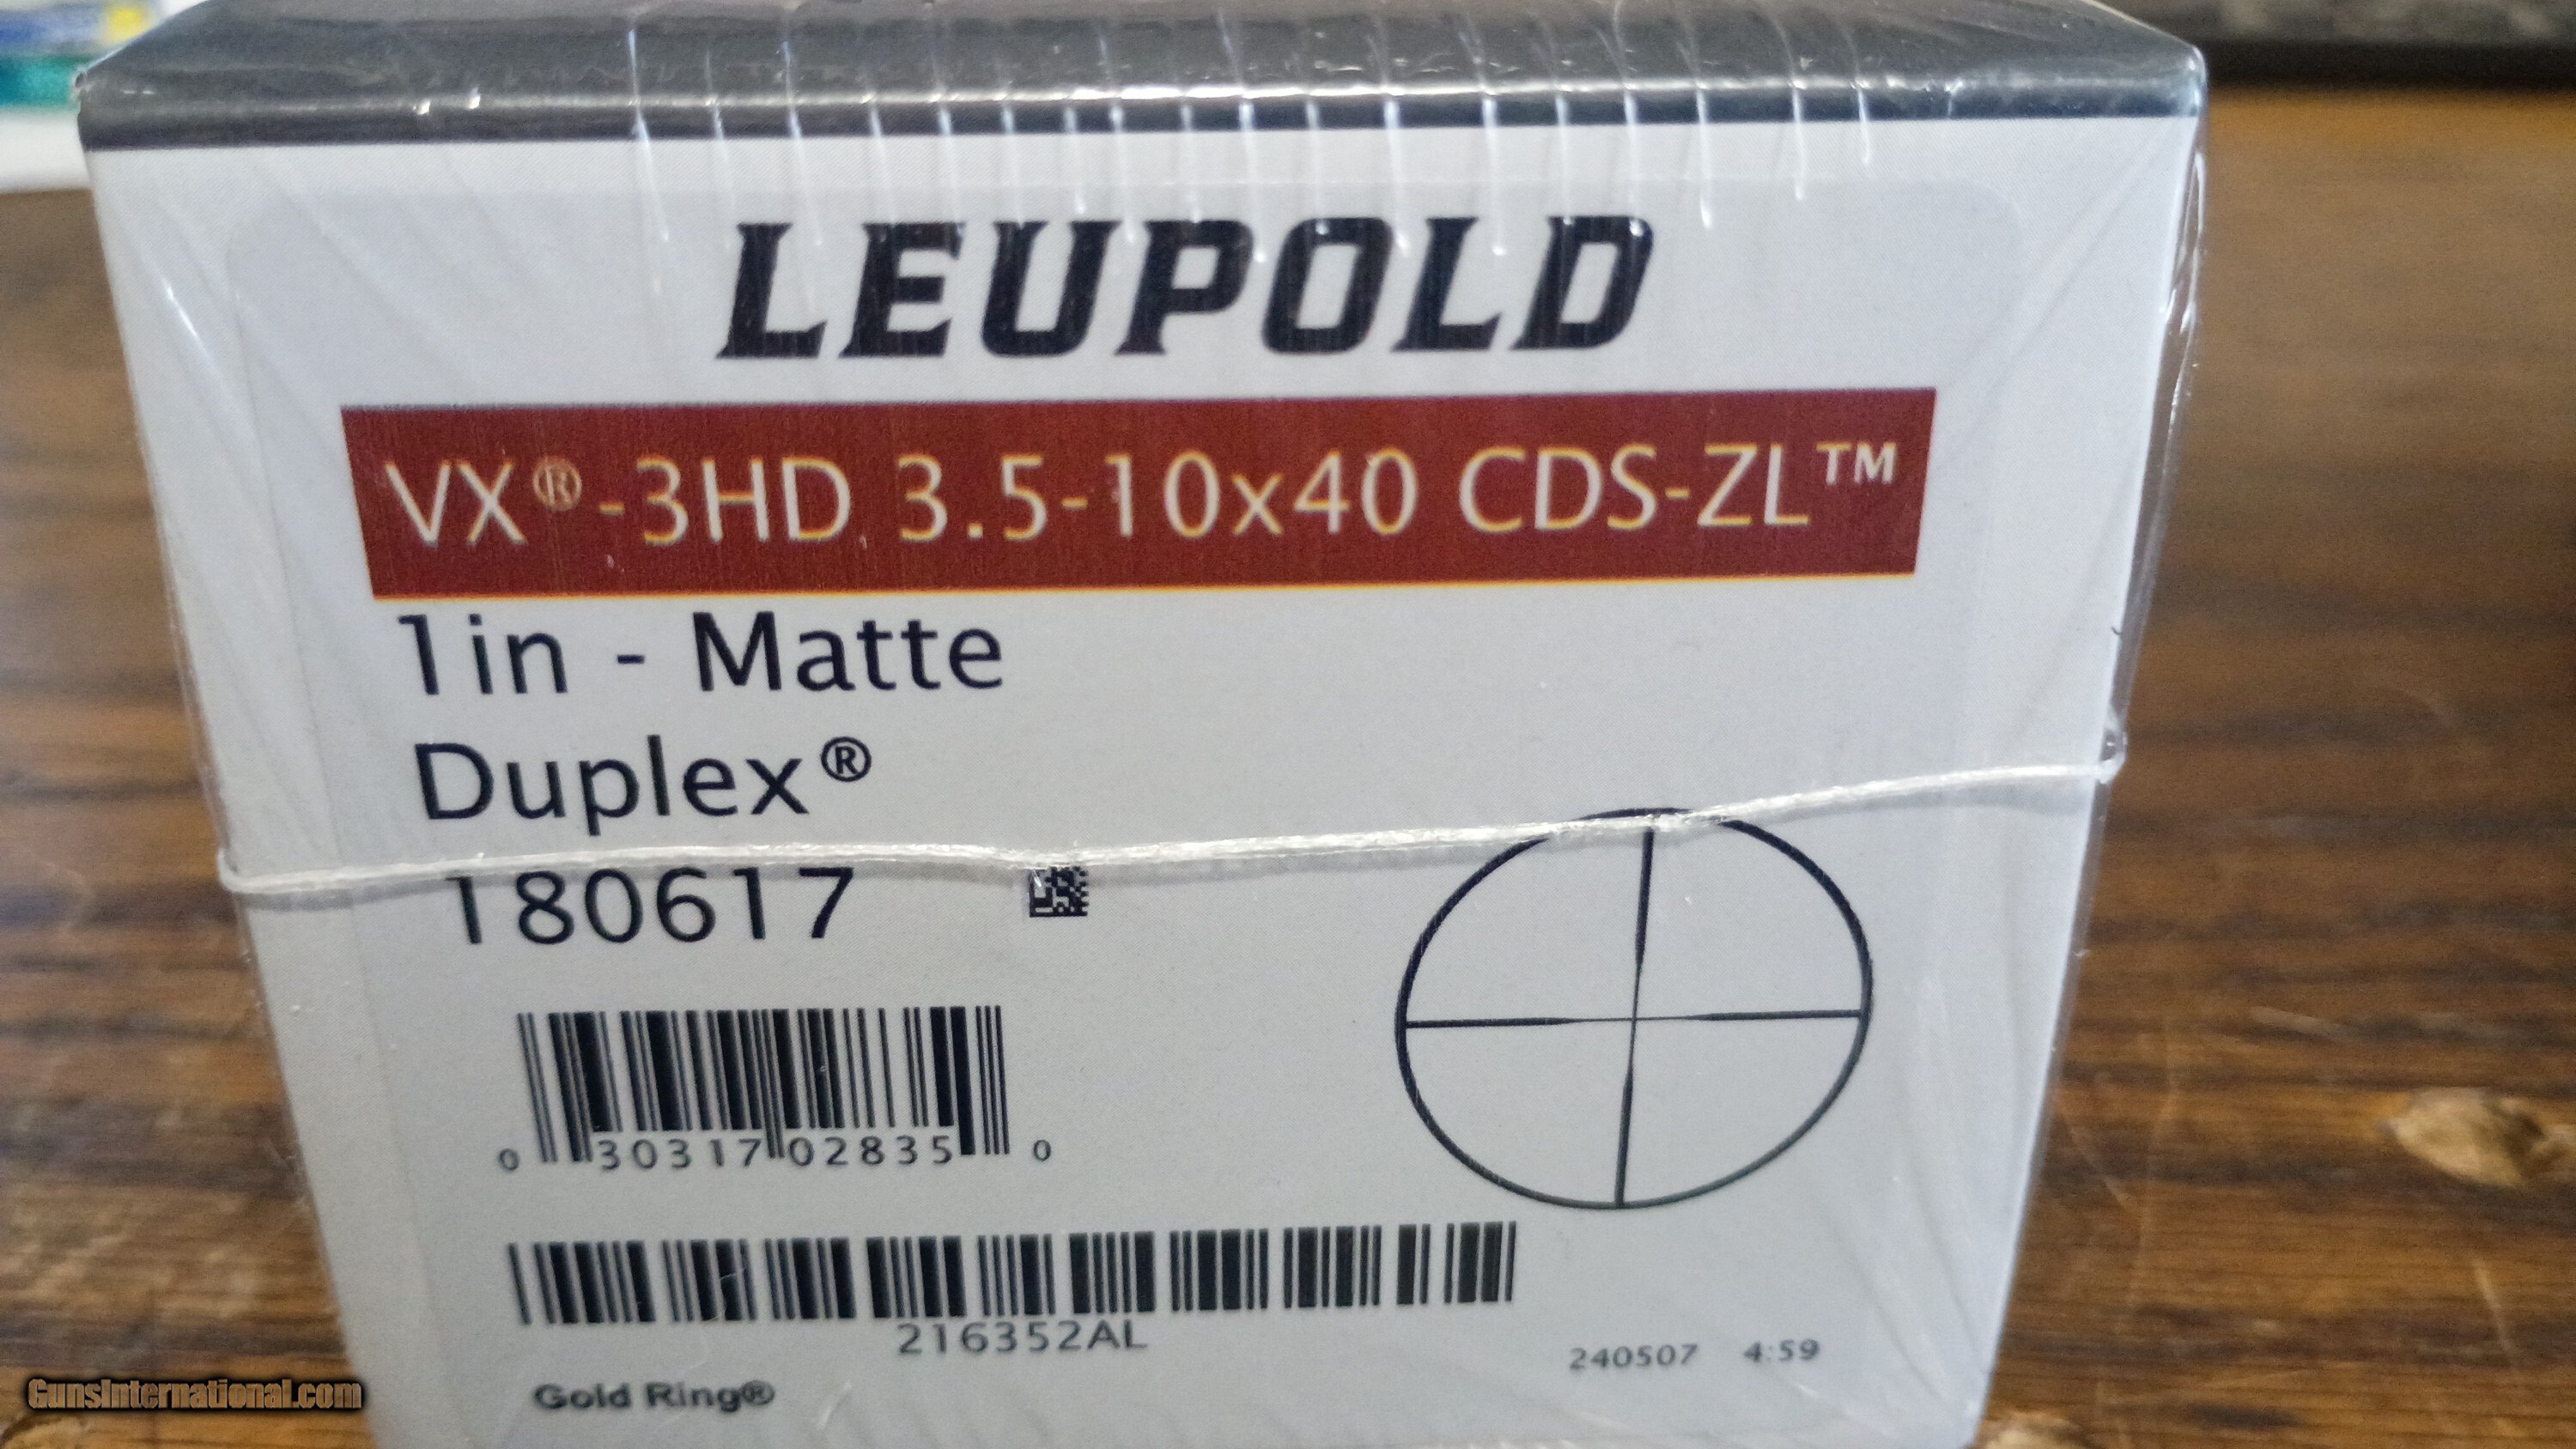 LEUPOLD
VX®-3HD 3.5-10x40 CDS-ZL™
1in - Matte
Duplex®
180617
0 30317 02835 0
216352AL
240507 4:59
Gold Ring®
GunsInternational.com